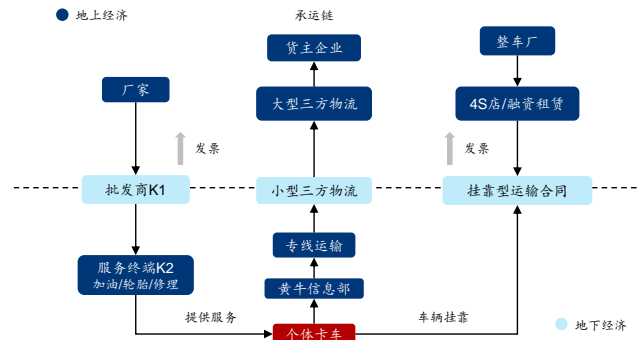 地上经济
承运链
货主企业
整车厂
厂家
大型三方物流
4S店/融资租赁
发票
发票
批发商K1
小型三方物流
挂靠型运输合同
专线运输
服务终端K2
加油/轮胎/修理
黄牛信息部
提供服务
车辆挂靠
地下经济
个体卡车